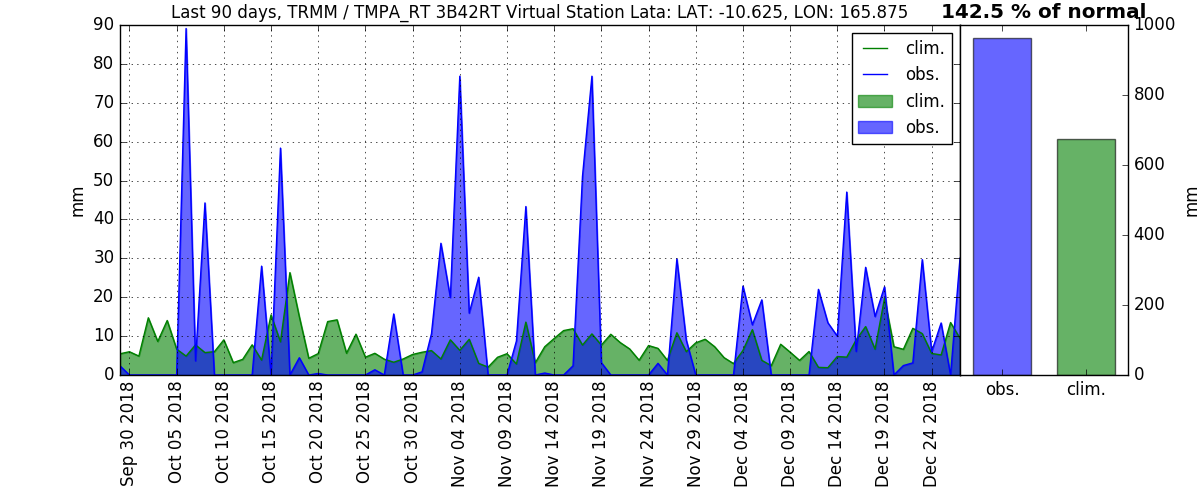 Last 90 days, TRMM / TMPA_RT 3B42RT Virtual Station Lata: LAT: -10.625, LON: 165.875
142.5 % of normal
90
80
70
60
50
40
30
20
10
0
mm
clim.
obs.
clim.
obs.
1000
800
600
400
200
0
mm
obs.
clim.
Sep 30 2018
Oct 05 2018
Oct 10 2018
Oct 15 2018
Oct 20 2018
Oct 25 2018
Oct 30 2018
Nov 04 2018
Nov 09 2018
Nov 14 2018
Nov 19 2018
Nov 24 2018
Nov 29 2018
Dec 04 2018
Dec 09 2018
Dec 14 2018
Dec 19 2018
Dec 24 2018